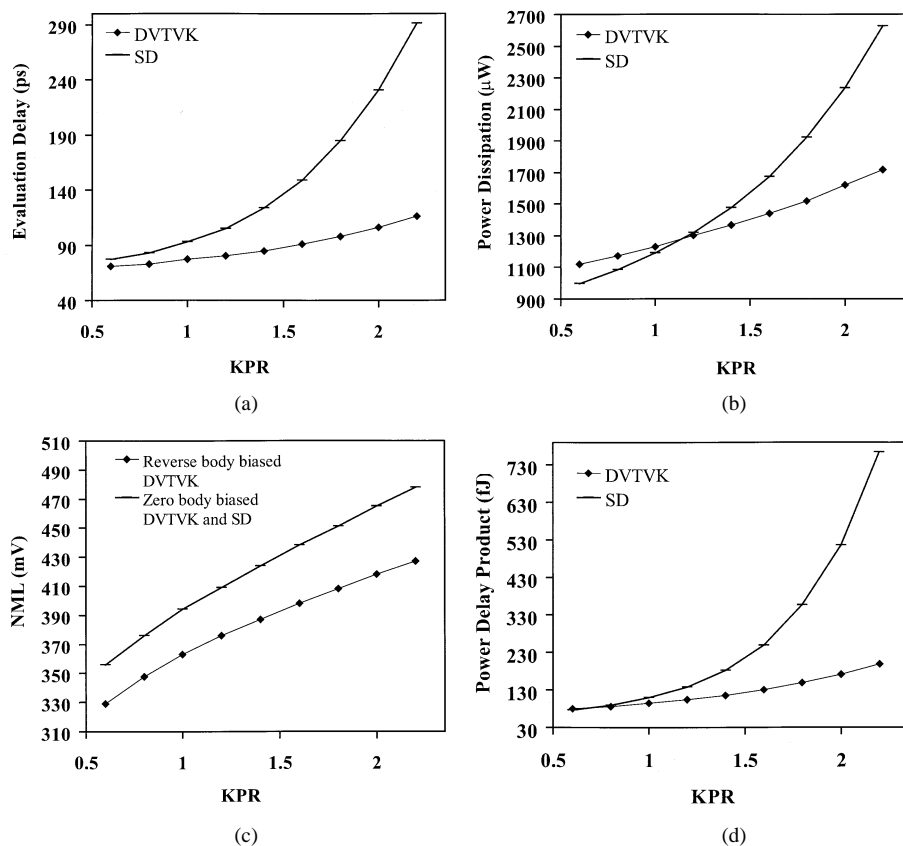 290
240
190
140
90
40
Evaluation Delay (ps)
DVTVK
SD
0.5
1
1.5
2
KPR
(a)
2700
2500
2300
2100
1900
1700
1500
1300
1100
900
Power Dissipation (μW)
DVTVK
SD
0.5
1
1.5
2
KPR
(b)
510
490
470
450
430
410
390
370
350
330
310
NML (mV)
Reverse body biased
DVTVK
Zero body biased
DVTVK and SD
0.5
1
1.5
2
KPR
(c)
730
630
530
430
330
230
130
30
Power Delay Product (fJ)
DVTVK
SD
0.5
1
1.5
2
KPR
(d)